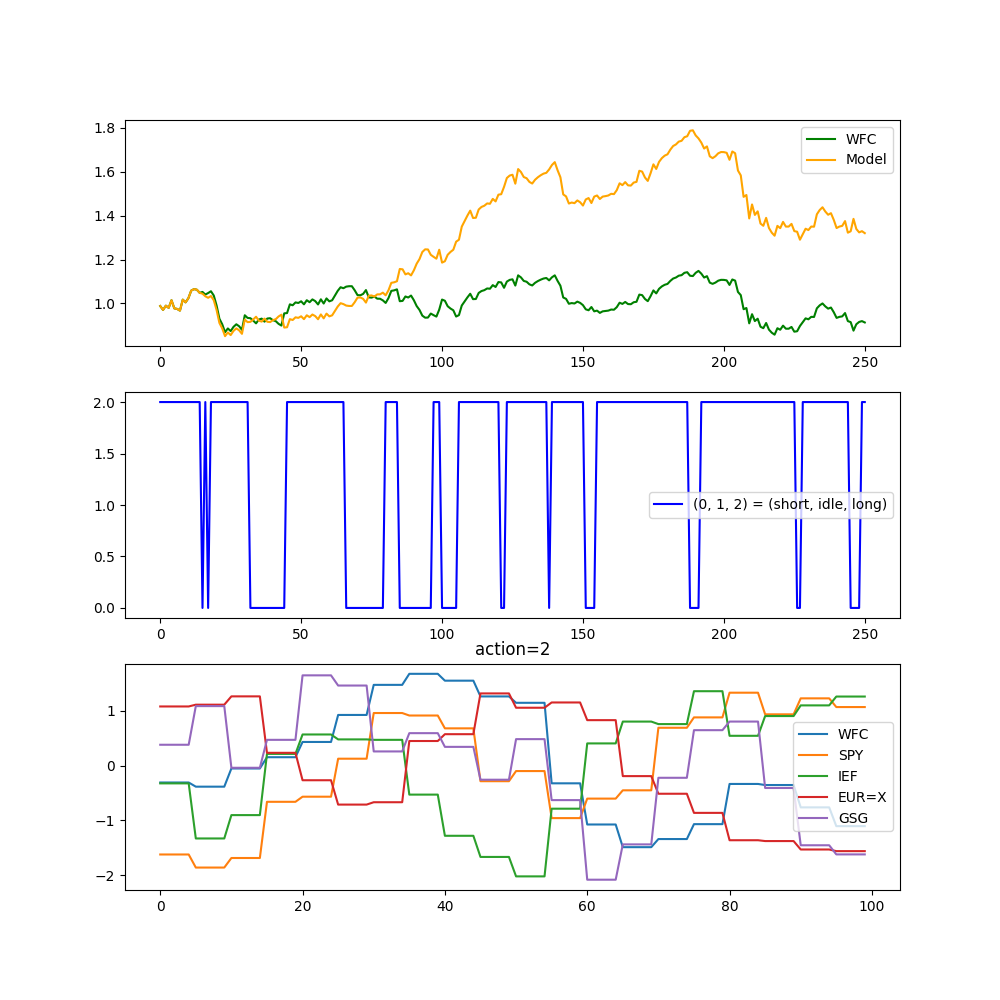 1.8
1.6
1.4
1.2
1.0
WFC
Model
0 50 100 150 200 250
2.0
1.5
1.0
0.5
0.0
(0, 1, 2) = (short, idle, long)
0 50 100 150 200 250
action=2
1
0
−1
−2
WFC
SPY
IEF
EUR=X
GSG
0 20 40 60 80 100